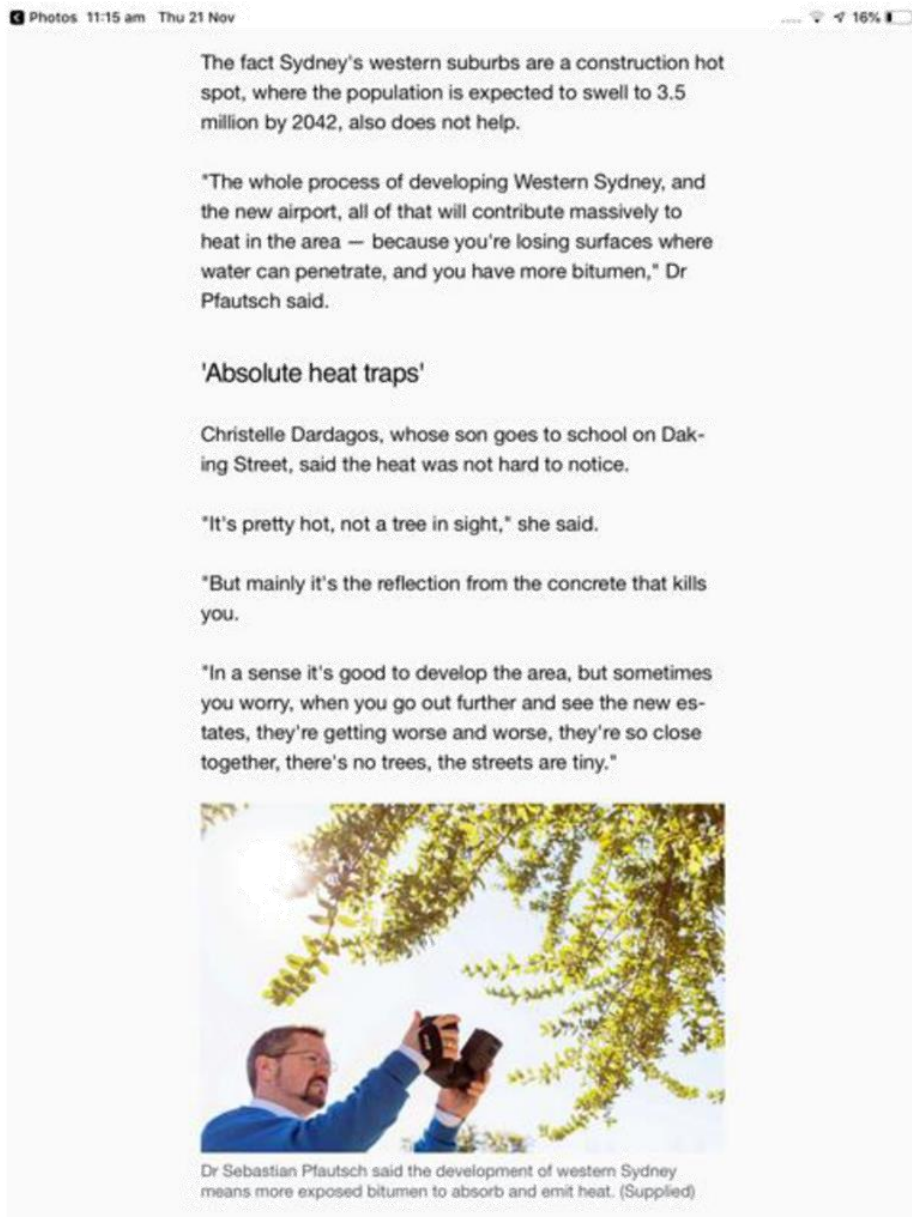 Photos 11:15 am Thu 21 Nov
16%
The fact Sydney's western suburbs are a construction hot
spot, where the population is expected to swell to 3.5
million by 2042, also does not help.
"The whole process of developing Western Sydney, and
the new airport, all of that will contribute massively to
heat in the area — because you're losing surfaces where
water can penetrate, and you have more bitumen," Dr
Pfautsch said.
'Absolute heat traps'
Christelle Dardagos, whose son goes to school on Dak-
ing Street, said the heat was not hard to notice.
"It's pretty hot, not a tree in sight," she said.
"But mainly it's the reflection from the concrete that kills
you.
"In a sense it's good to develop the area, but sometimes
you worry, when you go out further and see the new es-
tates, they're getting worse and worse, they're so close
together, there's no trees, the streets are tiny."
Dr Sebastian Pfautsch said the development of western Sydney
means more exposed bitumen to absorb and emit heat. (Supplied)